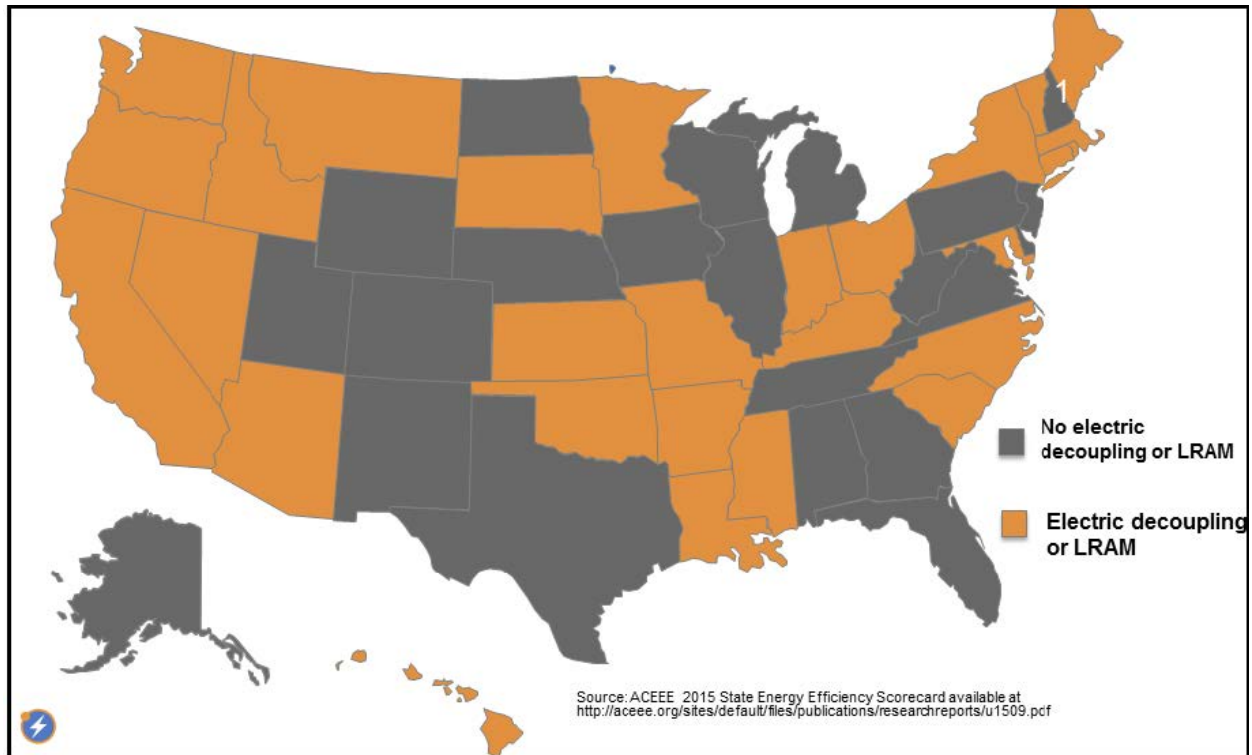 1
No electric
decoupling or LRAM
Electric decoupling
or LRAM
Source: ACEEE 2015 State Energy Efficiency Scorecard available at
http://aceee.org/sites/default/files/publications/researchreports/u1509.pdf